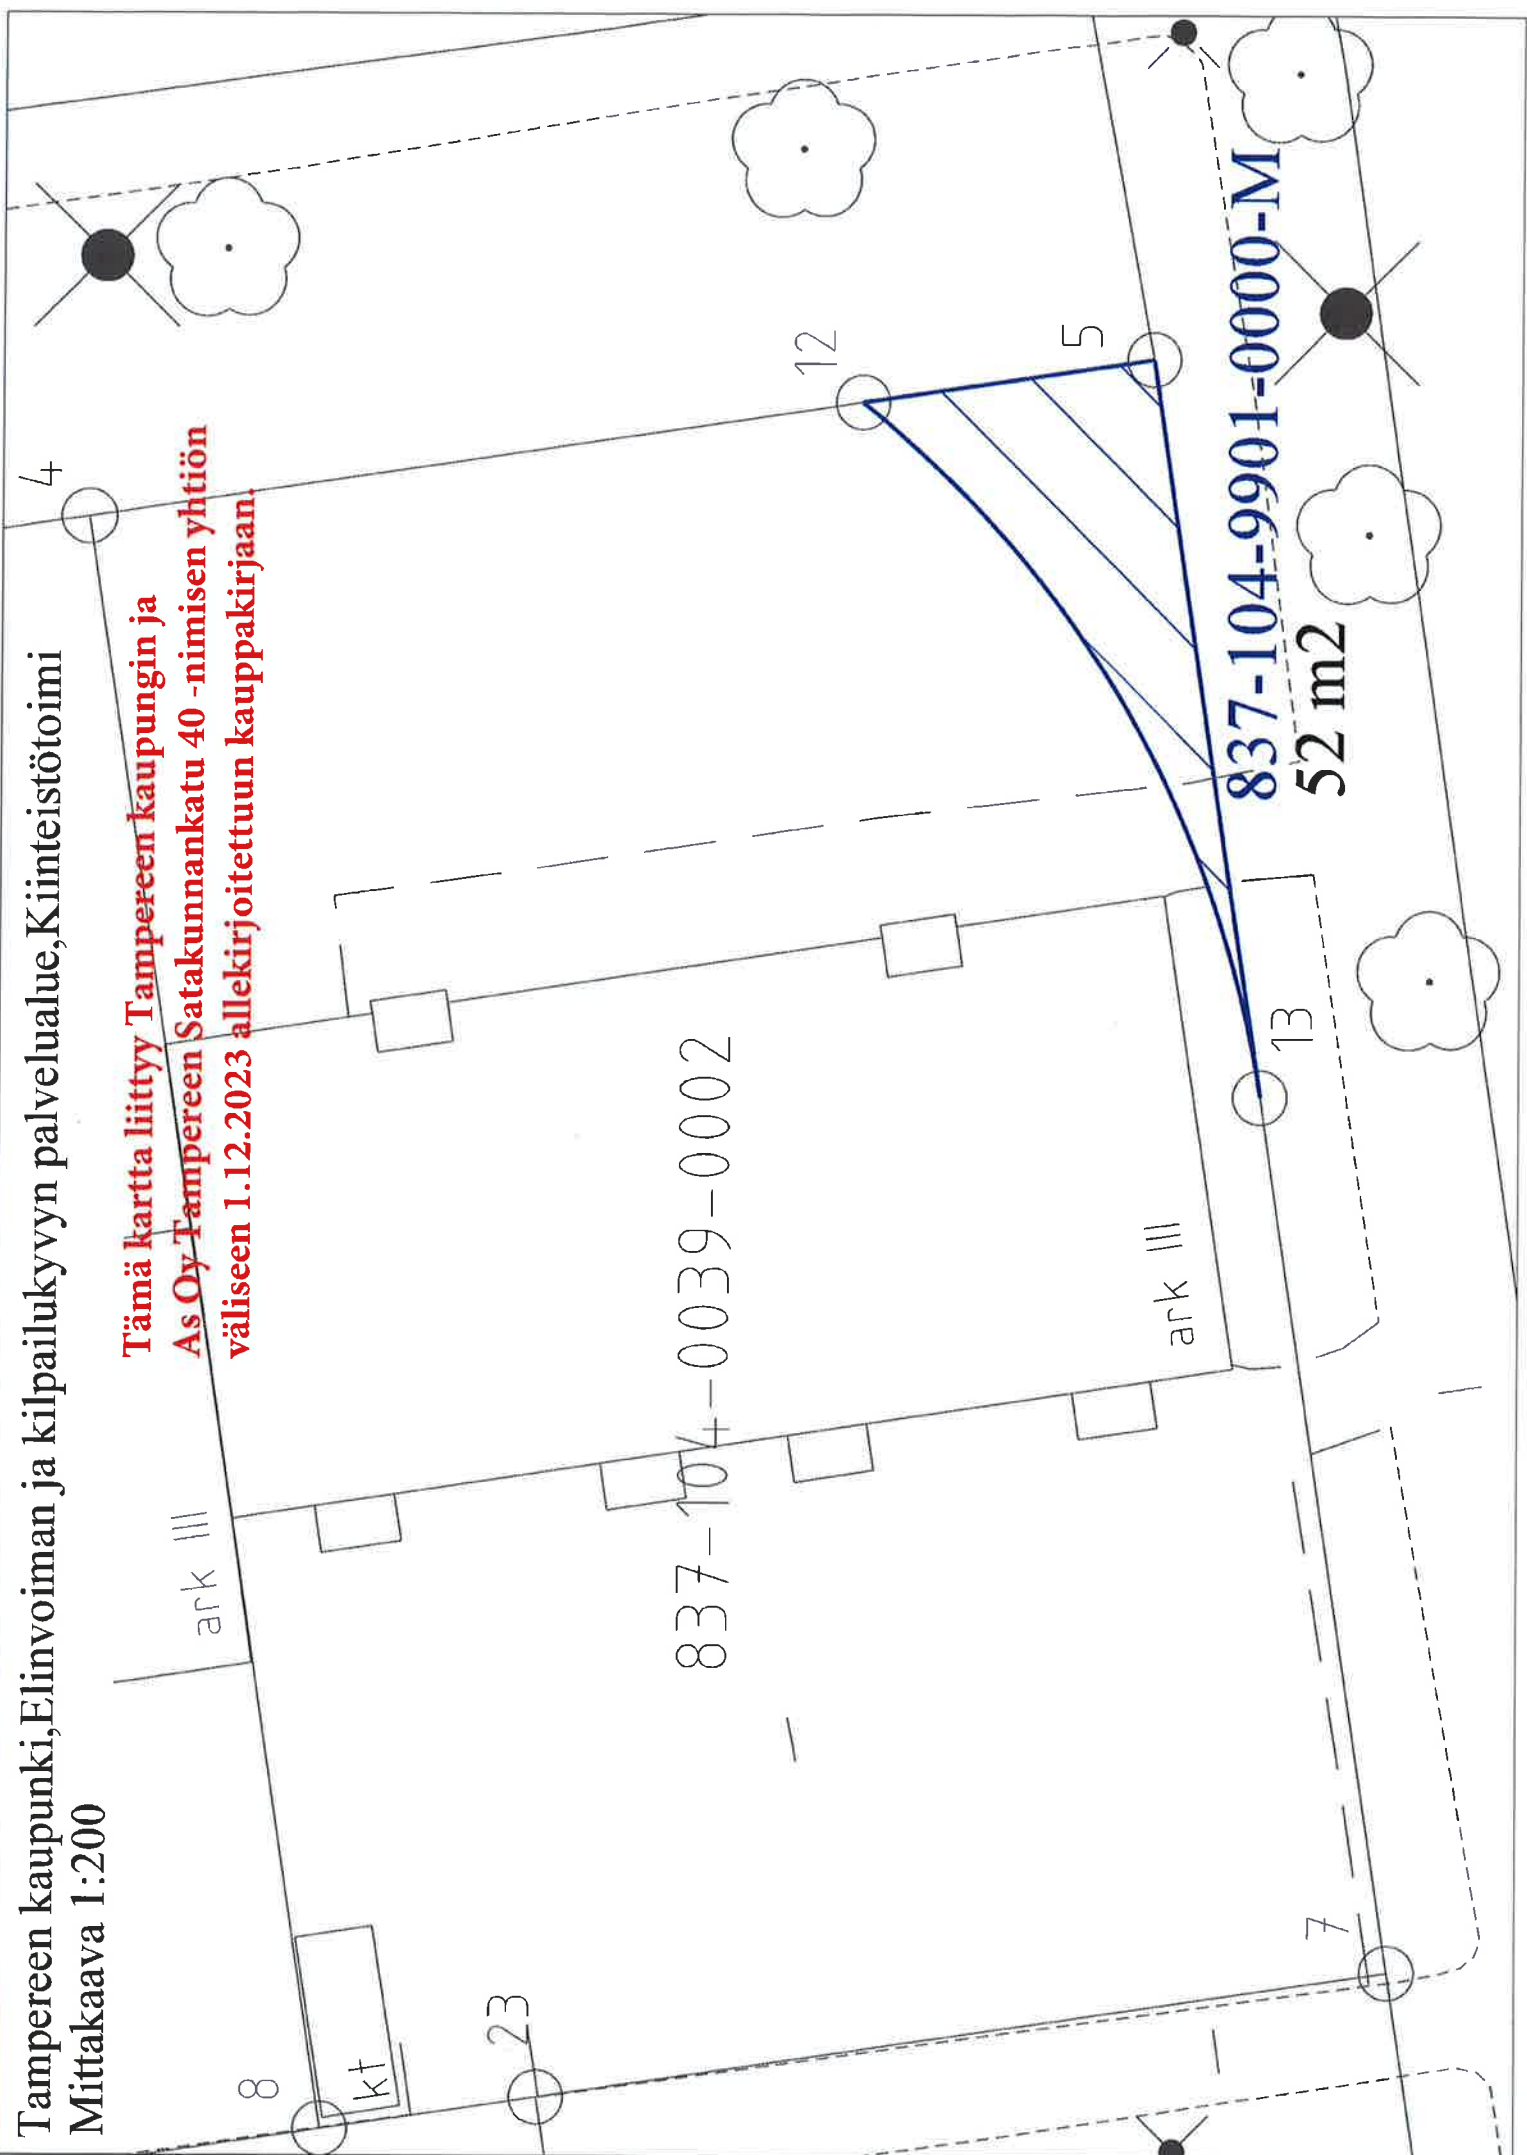 Tampereen kaupunki,Elinvoiman ja kilpailukyvyn palvelualue,Kiinteistötoimi
Mittakaava 1:200
Tämä kartta liittyy Tampereen kaupungin ja
As Oy Tampereen Satakunnankatu 40 -nimisen yhtiön
väliseen 1.12.2023 allekirjoitettuun kauppakirjaan.
4
8
ark III
kt
23
837-104-0039-0002
12
5
ark III
13
7
837-104-9901-0000-M
52 m2